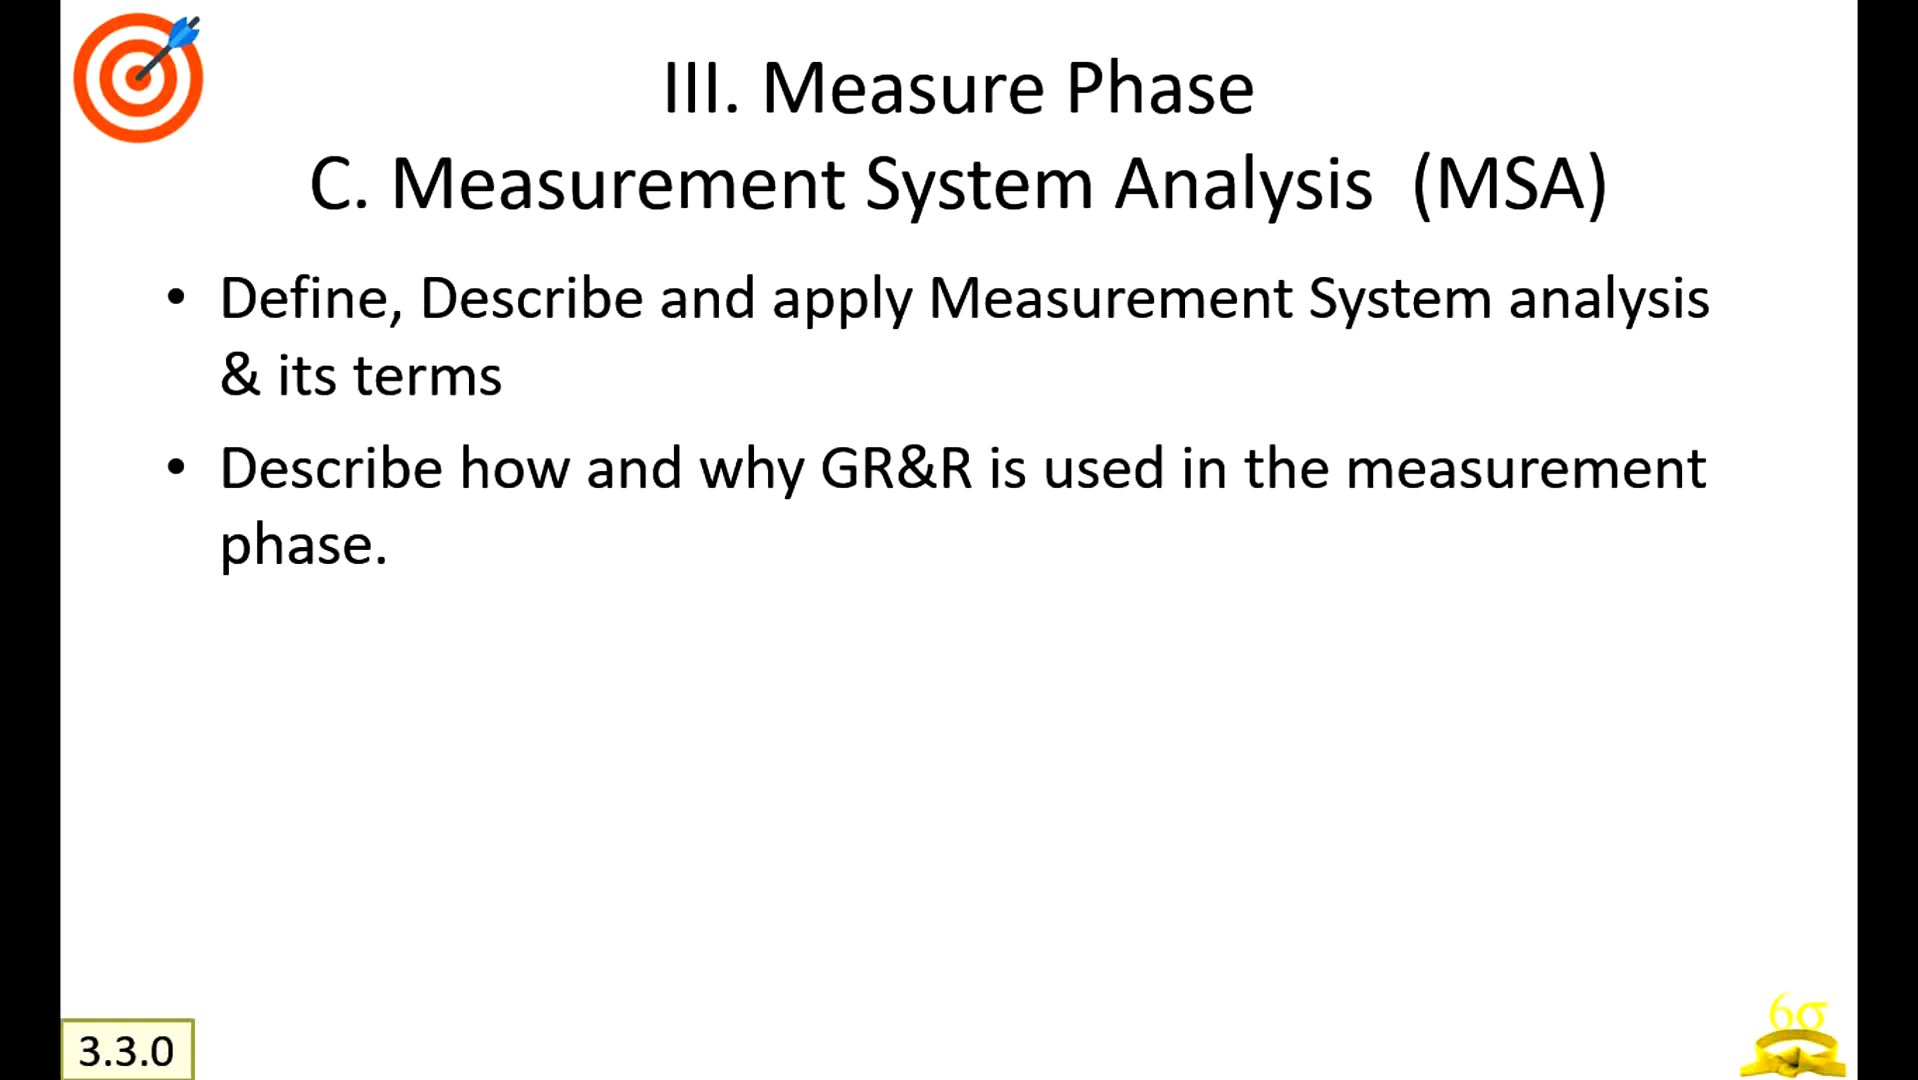 III. Measure Phase
C. Measurement System Analysis (MSA)
• Define, Describe and apply Measurement System analysis
& its terms
• Describe how and why GR&R is used in the measurement
phase.
3.3.0
6σ